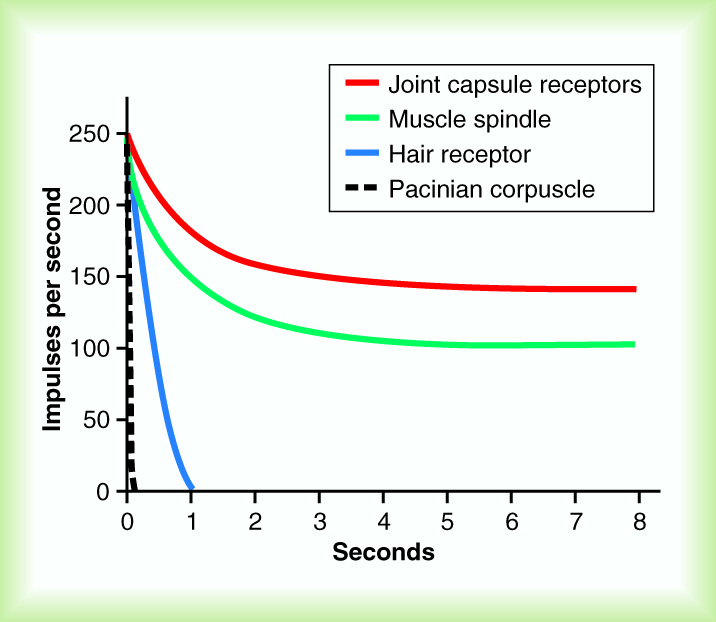 Joint capsule receptors
Muscle spindle
Hair receptor
Pacinian corpuscle
Impulses per second
250
200
150
100
50
0
0 1 2 3 4 5 6 7 8
Seconds